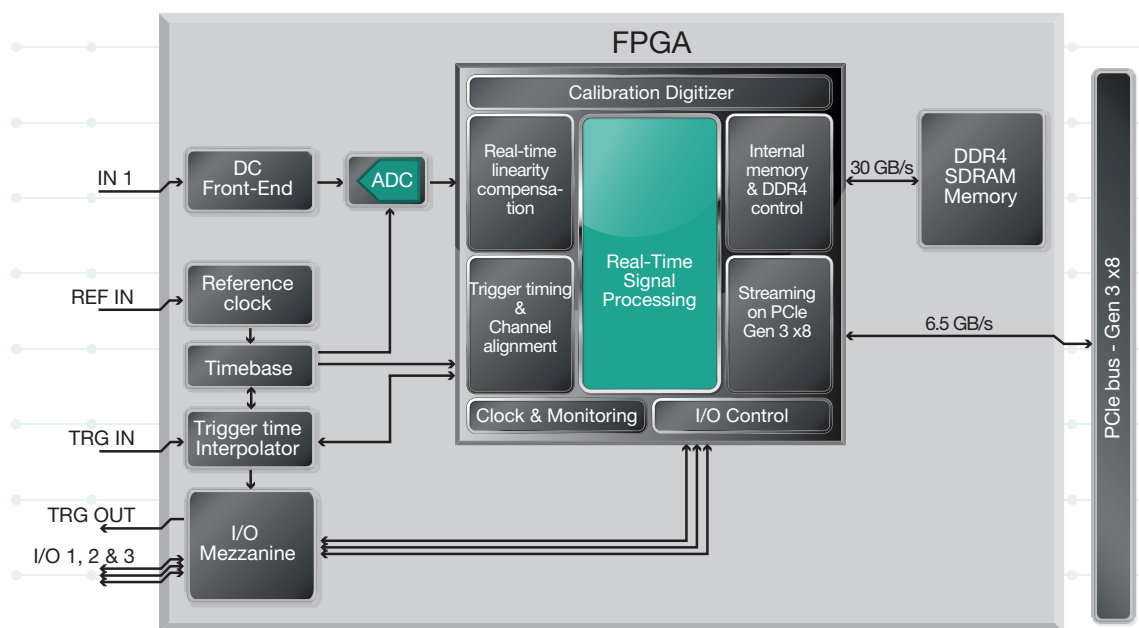 FPGA
Calibration Digitizer
IN 1
DC
Front-End
ADC
Real-time
linearity
compensa-
tion
Internal
memory
& DDR4
control
30 GB/s
DDR4
SDRAM
Memory
Real-Time
Signal
Processing
REF IN
Reference
clock
Trigger timing
&
Channel
alignment
Streaming
on PCIe
Gen 3 x8
6.5 GB/s
PCIe bus - Gen 3 x8
Timebase
TRG IN
Trigger time
Interpolator
Clock & Monitoring
I/O Control
TRG OUT
I/O
Mezzanine
I/O 1, 2 & 3